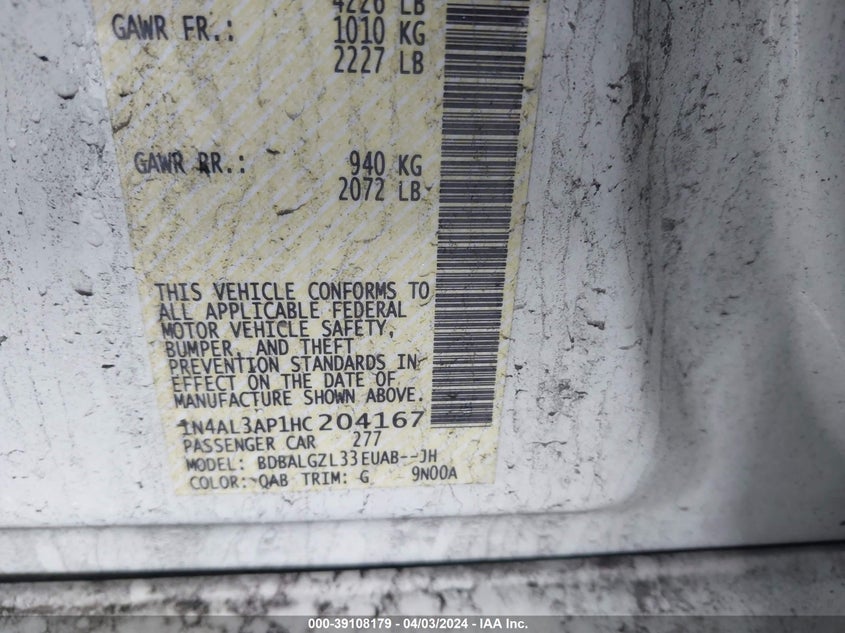 4226 LB
GAWR FR.: 1010 KG
2227 LB
GAWR RR.: 940 KG
2072 LB
THIS VEHICLE CONFORMS TO
ALL APPLICABLE FEDERAL
MOTOR VEHICLE SAFETY,
BUMPER, AND THEFT
PREVENTION STANDARDS IN
EFFECT ON THE DATE OF
MANUFACTURE SHOWN ABOVE.
1N4AL3AP1HC204167
PASSENGER CAR 277
MODEL: BDBALGZL33EUAB--JH
COLOR: QAB TRIM: G 9N00A
000-39108179 — 04/03/2024 — IAA Inc.